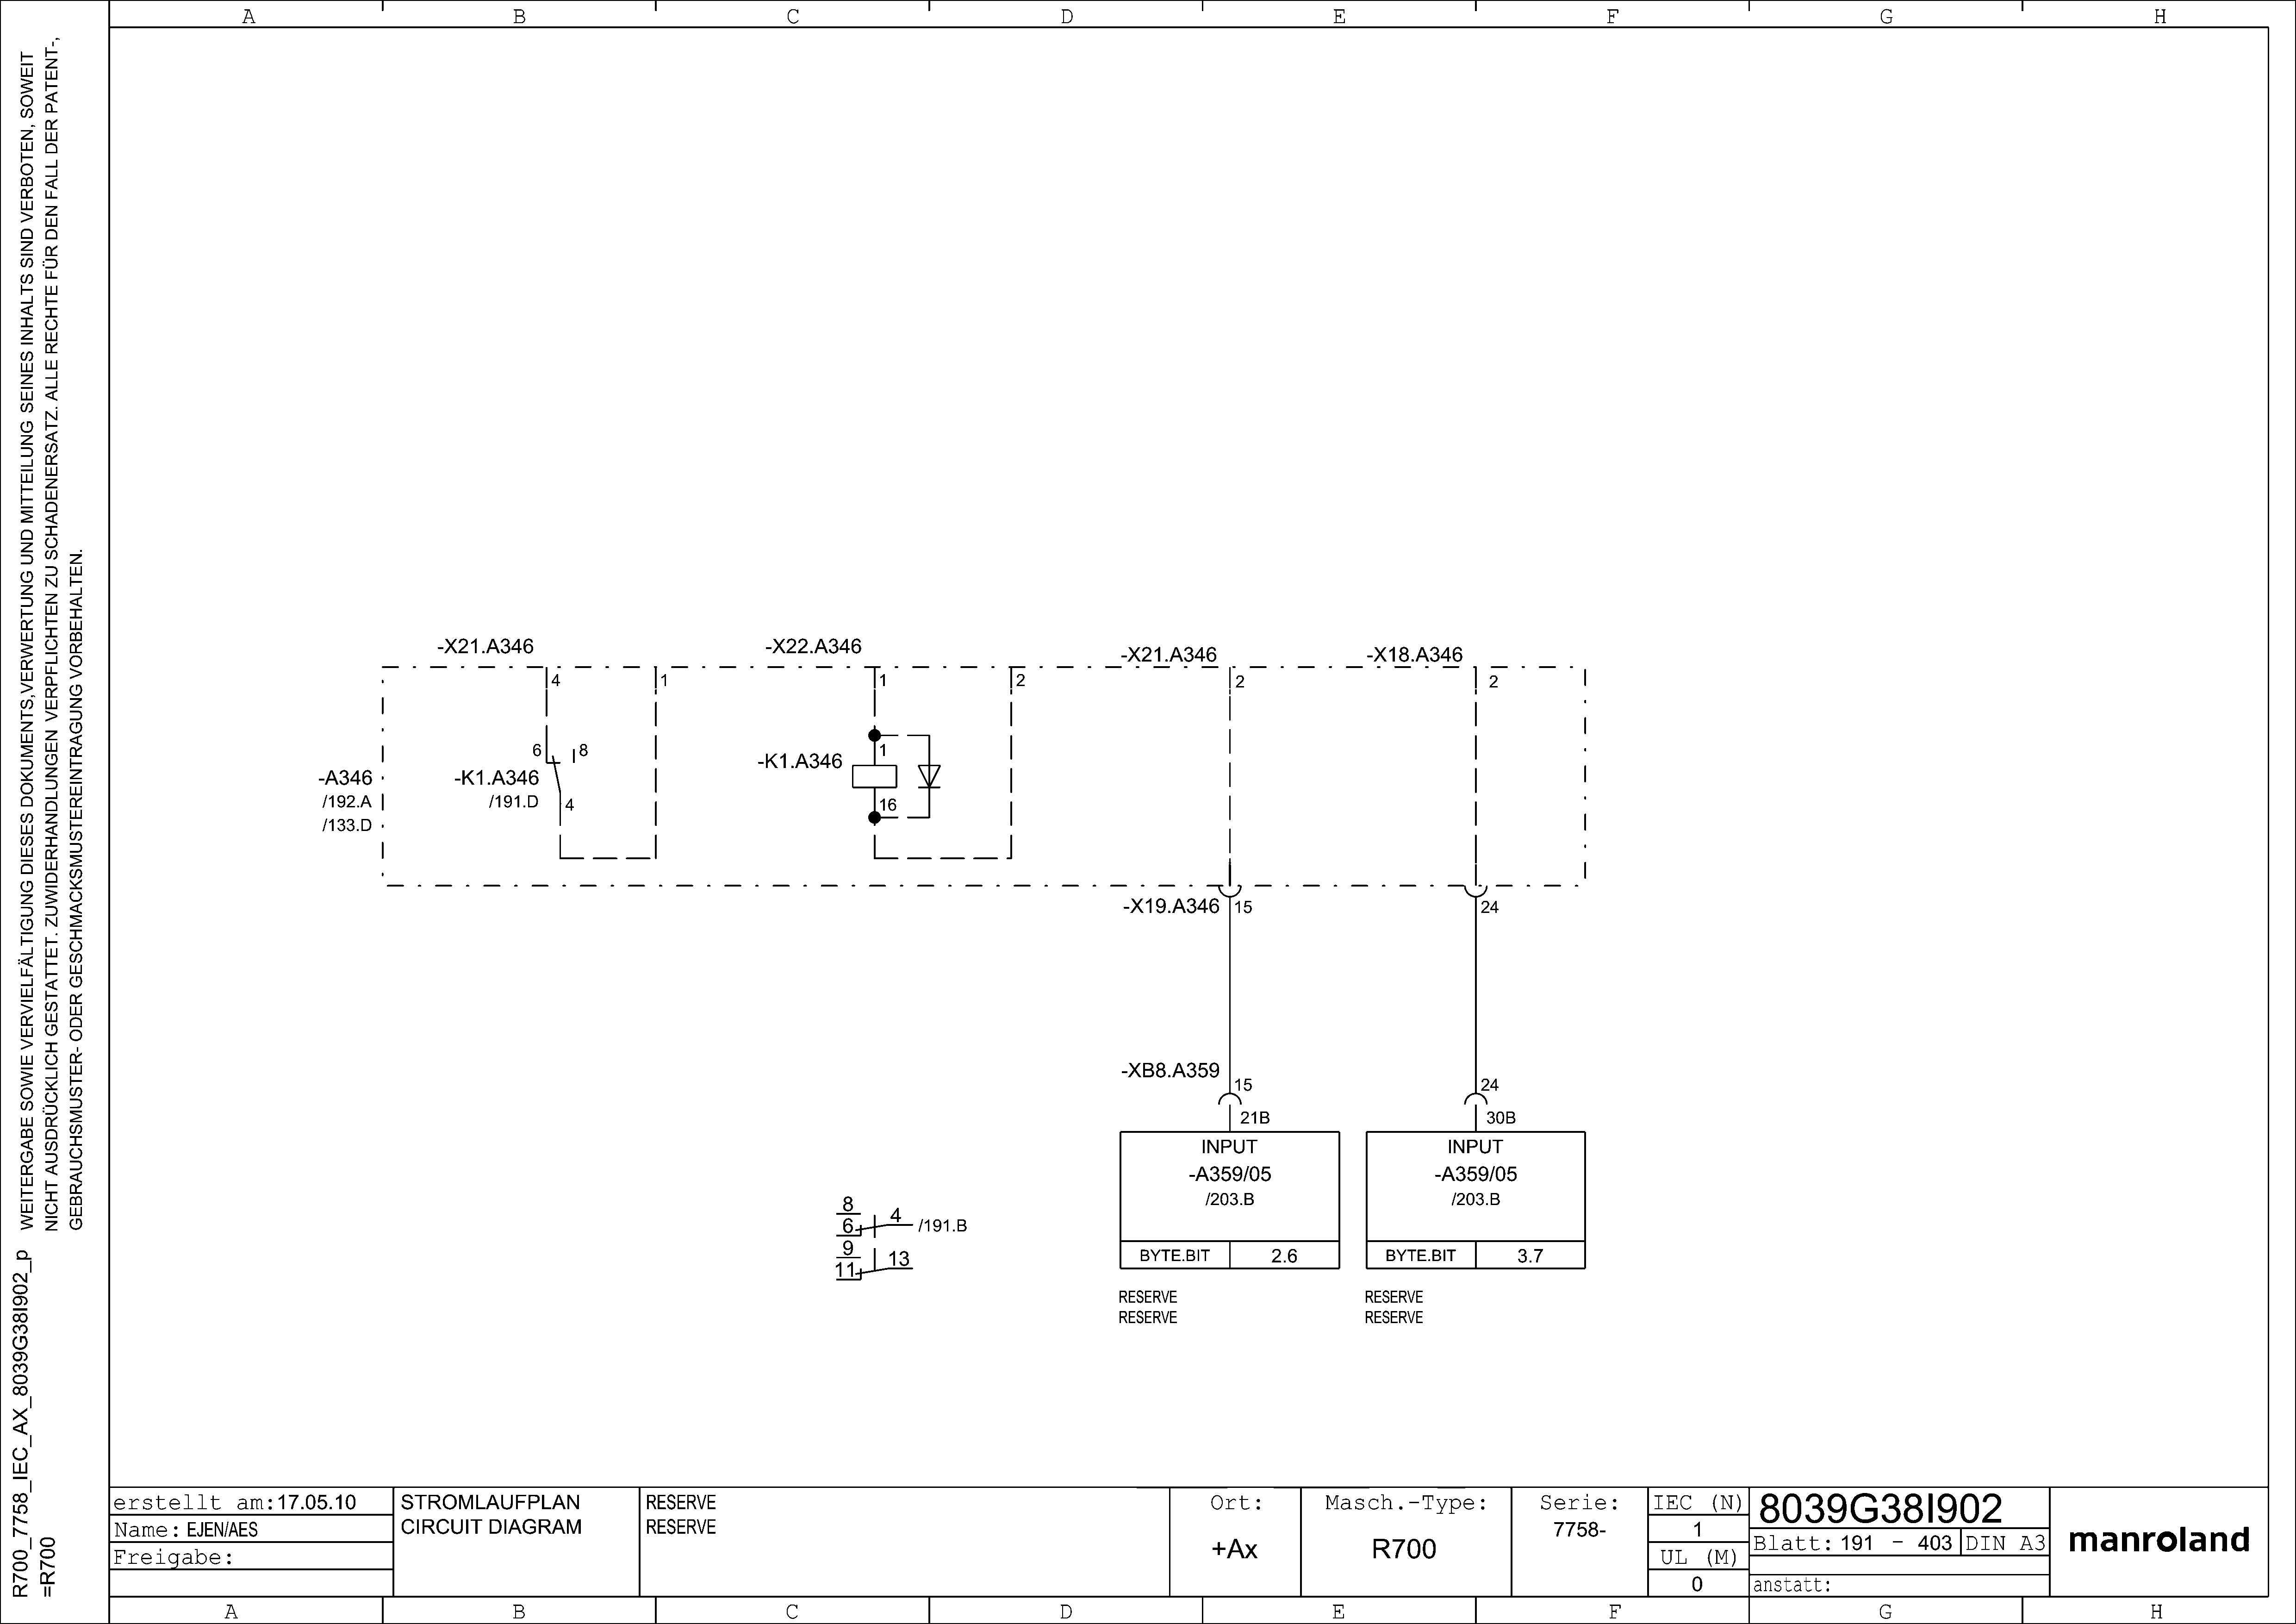 A B C D E F G H
WEITERGABE SOWIE VERVIELFÄLTIGUNG DIESES DOKUMENTS,VERWERTUNG UND MITTEILUNG SEINES INHALTS SIND VERBOTEN, SOWEIT
NICHT AUSDRÜCKLICH GESTATTET. ZUWIDERHANDLUNGEN VERPFLICHTEN ZU SCHADENERSATZ. ALLE RECHTE FÜR DEN FALL DER PATENT-,
GEBRAUCHSMUSTER- ODER GESCHMACKSMUSTEREINTRAGUNG VORBEHALTEN.
R700_7758_IEC_AX_8039G38I902_p
=R700
-X21.A346 -X22.A346 -X21.A346 -X18.A346
4 1 1 2 2 2
6 8 1
-K1.A346
-A346 -K1.A346
/192.A /191.D 4 16
/133.D
-X19.A346 15 24
-XB8.A359
15 24
21B 30B
INPUT INPUT
-A359/05 -A359/05
/203.B /203.B
8
6 4 /191.B
9
11 13
BYTE.BIT 2.6 BYTE.BIT 3.7
RESERVE RESERVE
RESERVE RESERVE
erstellt am:17.05.10
Name: EJEN/AES
Freigabe:
STROMLAUFPLAN
CIRCUIT DIAGRAM
RESERVE
RESERVE
Ort:
+Ax
Masch.-Type:
R700
Serie:
7758-
IEC (N)
1
UL (M)
0
8039G38I902
Blatt: 191 - 403 DIN A3
anstatt:
manroland
A B C D E F G H